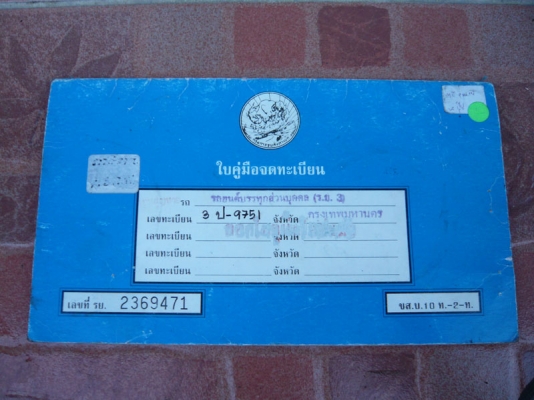 ใบคู่มือจดทะเบียน
รถ รถยนต์บรรทุกส่วนบุคคล (ร.ย. 3)
เลขทะเบียน 3 ป-9751 จังหวัด กรุงเทพมหานคร
เลขทะเบียน จังหวัด
เลขทะเบียน จังหวัด
เลขทะเบียน จังหวัด
เลขที่ รย. 2369471
ขส.บ.10 ท.-2-ท.